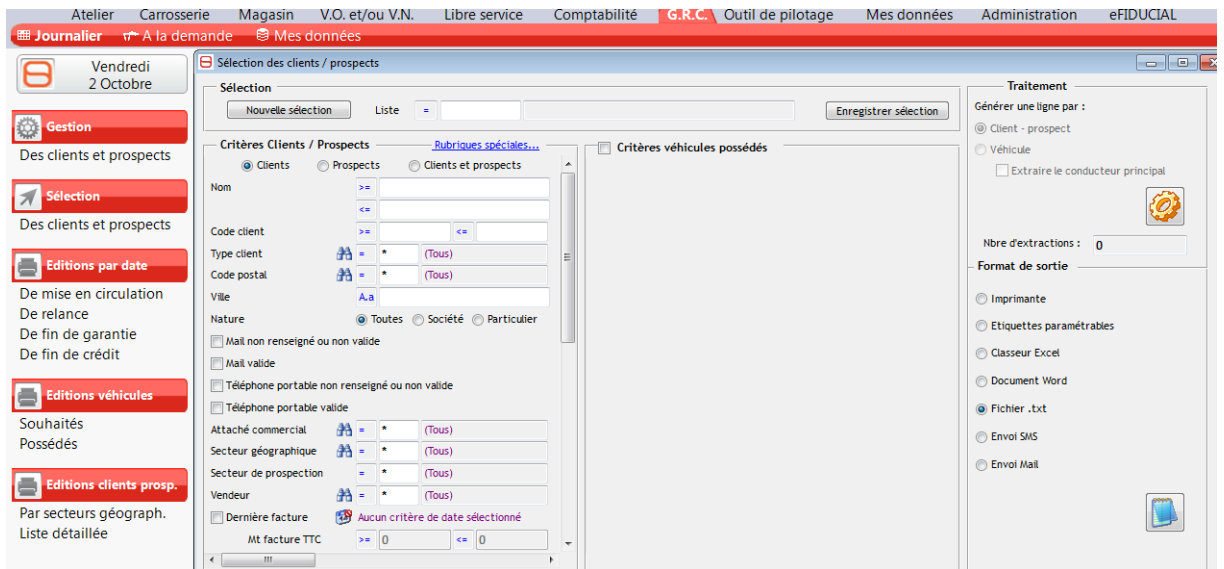 Atelier Carrosserie Magasin V.O. et/ou V.N. Libre service Comptabilité G.R.C. Outil de pilotage Mes données Administration eFIDUCIAL
Journalier A la demande Mes données
Vendredi
2 Octobre
Gestion
Des clients et prospects
Sélection
Des clients et prospects
Editions par date
De mise en circulation
De relance
De fin de garantie
De fin de crédit
Editions véhicules
Souhaités
Possédés
Editions clients prosp.
Par secteurs géograph.
Liste détaillée
Sélection des clients / prospects
Sélection
Nouvelle sélection Liste = Enregistrer sélection
Critères Clients / Prospects Rubriques spéciales...
Clients Prospects Clients et prospects
Nom >=
<=
Code client >= <=
Type client = * (Tous)
Code postal = * (Tous)
Ville A.a
Nature Toutes Société Particulier
Mail non renseigné ou non valide
Mail valide
Téléphone portable non renseigné ou non valide
Téléphone portable valide
Attaché commercial = * (Tous)
Secteur géographique = * (Tous)
Secteur de prospection = * (Tous)
Vendeur = * (Tous)
Dernière facture Aucun critère de date sélectionné
Mt facture TTC >= 0 <= 0
Critères véhicules possédés
Traitement
Générer une ligne par :
Client - prospect
Véhicule
Extraire le conducteur principal
Nbre d'extractions : 0
Format de sortie
Imprimante
Etiquettes paramétrables
Classeur Excel
Document Word
Fichier .txt
Envoi SMS
Envoi Mail